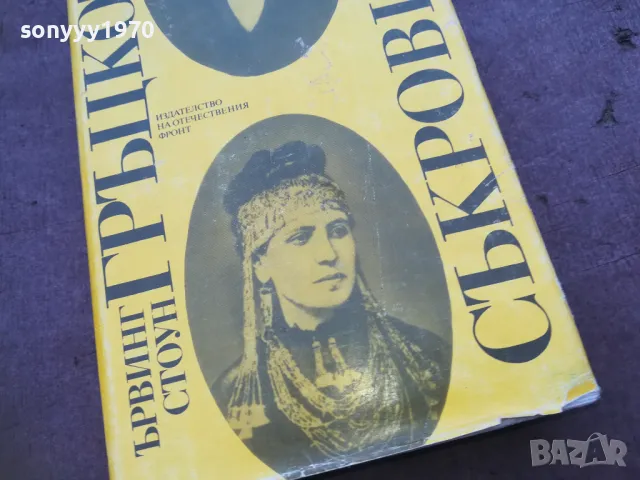 sonyyy1970
ЪРВИНГ
СТОУН
ГРЪЦКО
ИЗДАТЕЛСТВО
НА ОТЕЧЕСТВЕНИЯ
ФРОНТ
СЪКРОВИ
BAZAR